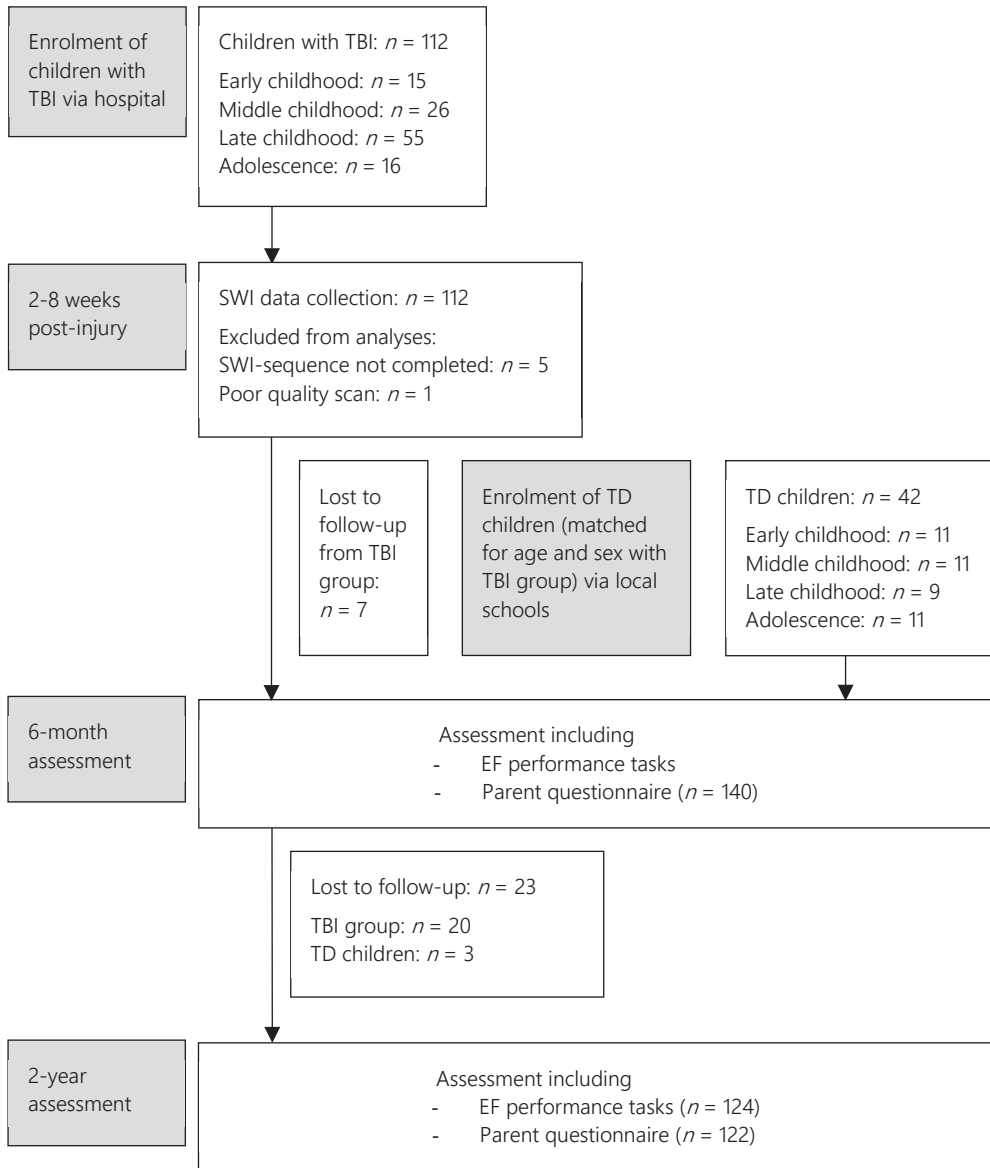 Enrolment of
children with
TBI via hospital
Children with TBI: n = 112
Early childhood: n = 15
Middle childhood: n = 26
Late childhood: n = 55
Adolescence: n = 16
2-8 weeks
post-injury
SWI data collection: n = 112
Excluded from analyses:
SWI-sequence not completed: n = 5
Poor quality scan: n = 1
Lost to
follow-up
from TBI
group:
n = 7
Enrolment of TD
children (matched
for age and sex with
TBI group) via local
schools
TD children: n = 42
Early childhood: n = 11
Middle childhood: n = 11
Late childhood: n = 9
Adolescence: n = 11
6-month
assessment
Assessment including
- EF performance tasks
- Parent questionnaire (n = 140)
Lost to follow-up: n = 23
TBI group: n = 20
TD children: n = 3
2-year
assessment
Assessment including
- EF performance tasks (n = 124)
- Parent questionnaire (n = 122)